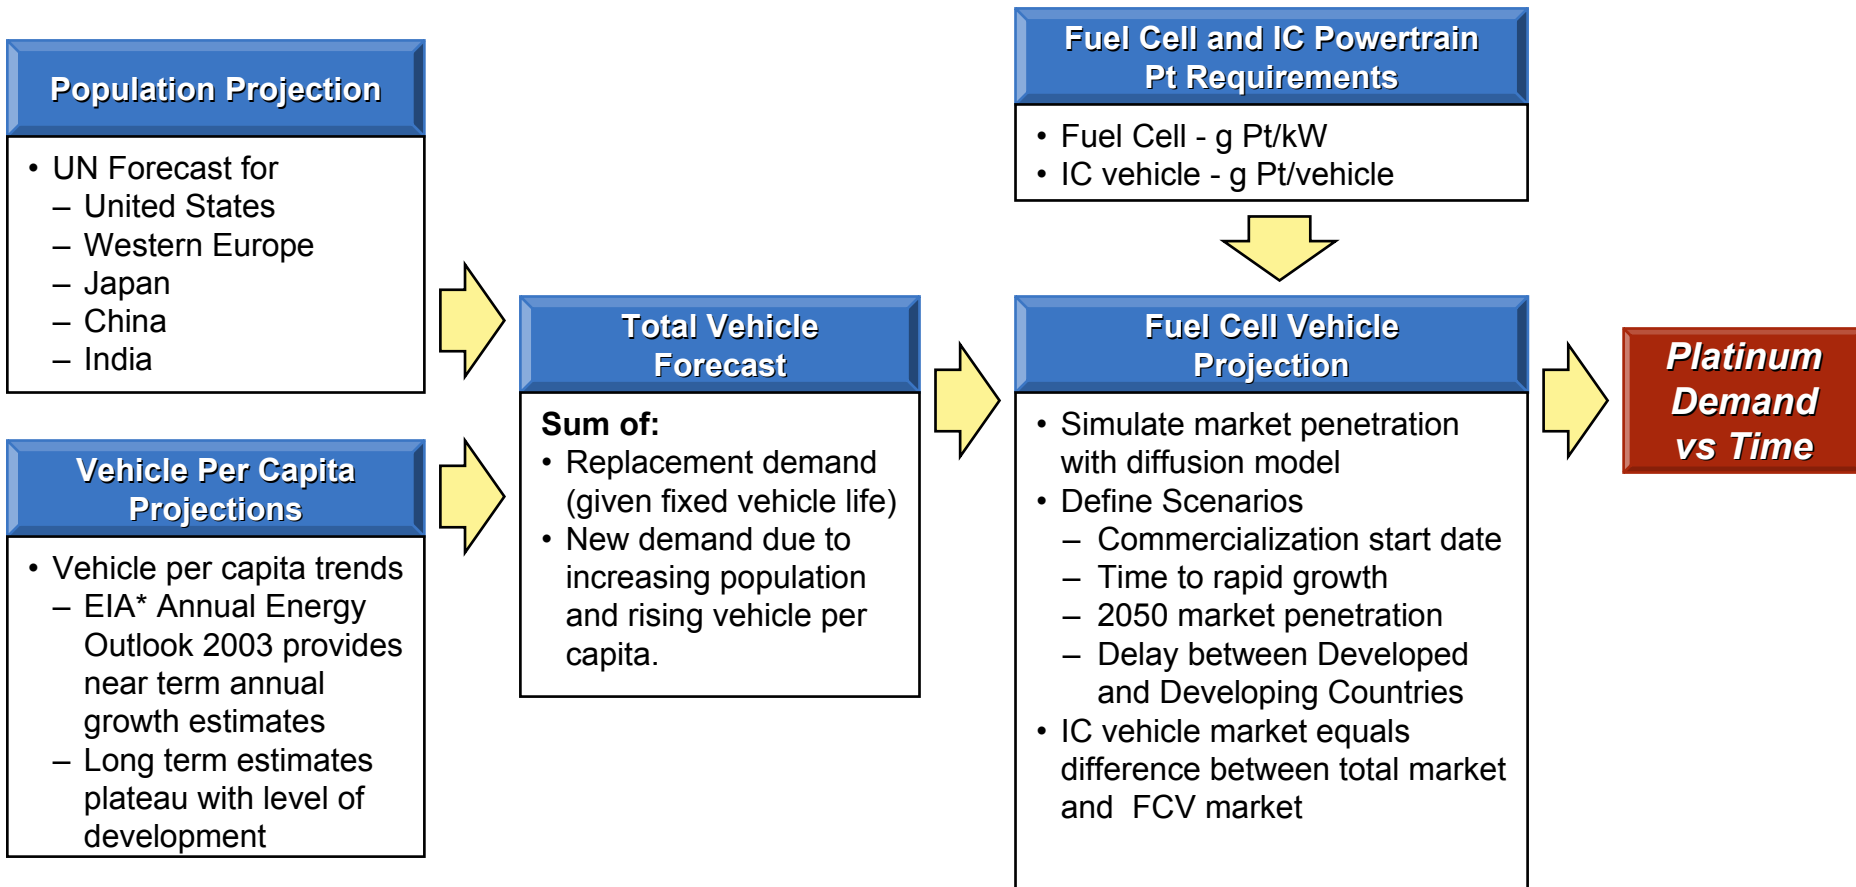 Population Projection
• UN Forecast for
– United States
– Western Europe
– Japan
– China
– India
Vehicle Per Capita
Projections
• Vehicle per capita trends
– EIA* Annual Energy
Outlook 2003 provides
near term annual
growth estimates
– Long term estimates
plateau with level of
development
Total Vehicle
Forecast
Sum of:
• Replacement demand
(given fixed vehicle life)
• New demand due to
increasing population
and rising vehicle per
capita.
Fuel Cell and IC Powertrain
Pt Requirements
• Fuel Cell - g Pt/kW
• IC vehicle - g Pt/vehicle
Fuel Cell Vehicle
Projection
• Simulate market penetration
with diffusion model
• Define Scenarios
– Commercialization start date
– Time to rapid growth
– 2050 market penetration
– Delay between Developed
and Developing Countries
• IC vehicle market equals
difference between total market
and FCV market
Platinum
Demand
vs Time